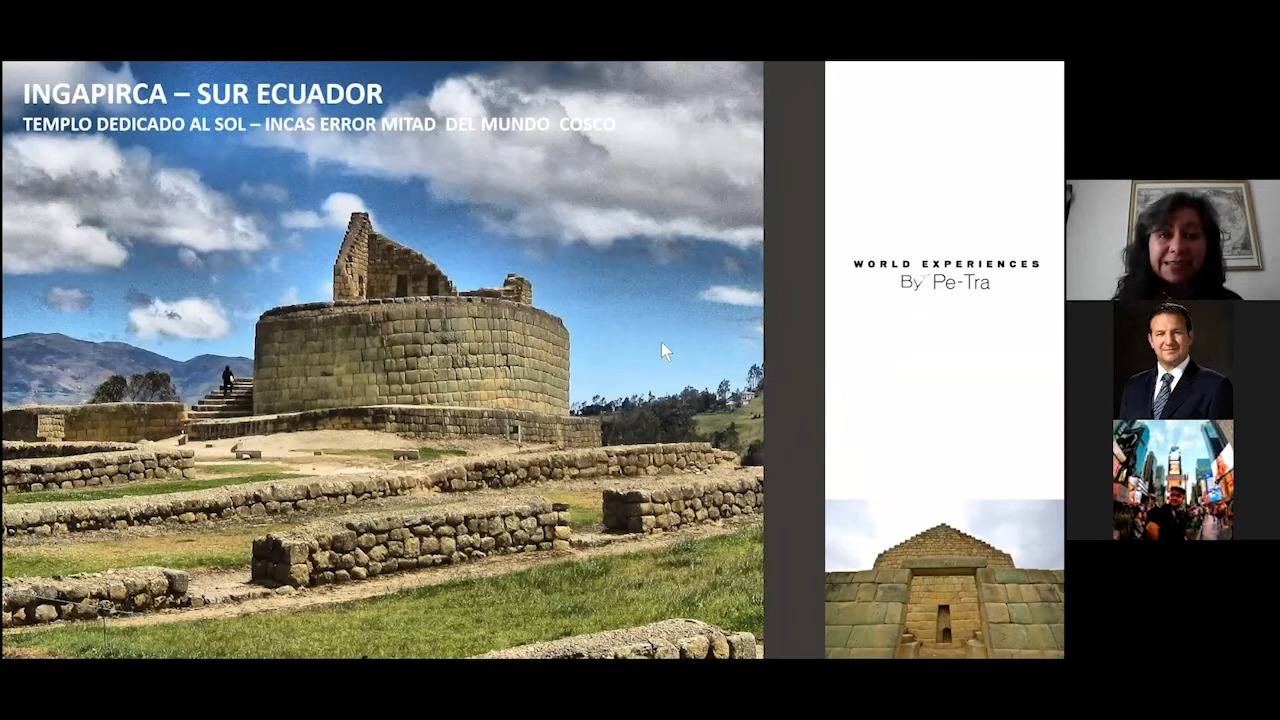 INGAPIRCA – SUR ECUADOR
TEMPLO DEDICADO AL SOL – INCAS ERROR MITAD DEL MUNDO COSCO
WORLD EXPERIENCES
By Pe-Tra